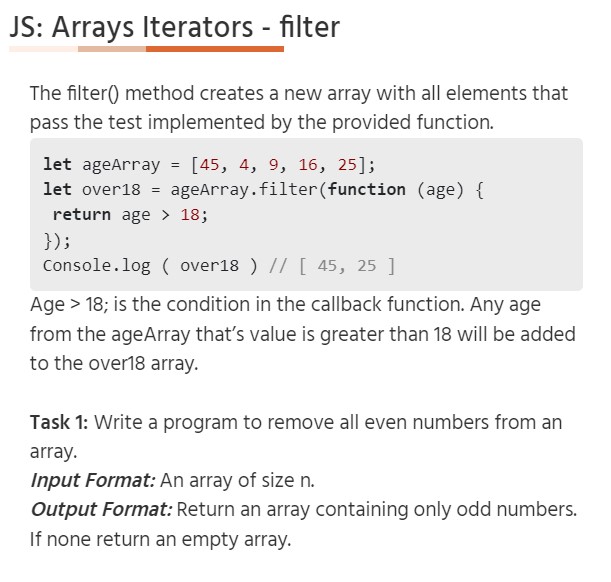 JS: Arrays Iterators - filter
The filter() method creates a new array with all elements that
pass the test implemented by the provided function.
let ageArray = [45, 4, 9, 16, 25];
let over18 = ageArray.filter(function (age) {
return age > 18;
});
Console.log ( over18 ) // [ 45, 25 ]
Age > 18; is the condition in the callback function. Any age
from the ageArray that’s value is greater than 18 will be added
to the over18 array.
Task 1: Write a program to remove all even numbers from an
array.
Input Format: An array of size n.
Output Format: Return an array containing only odd numbers.
If none return an empty array.